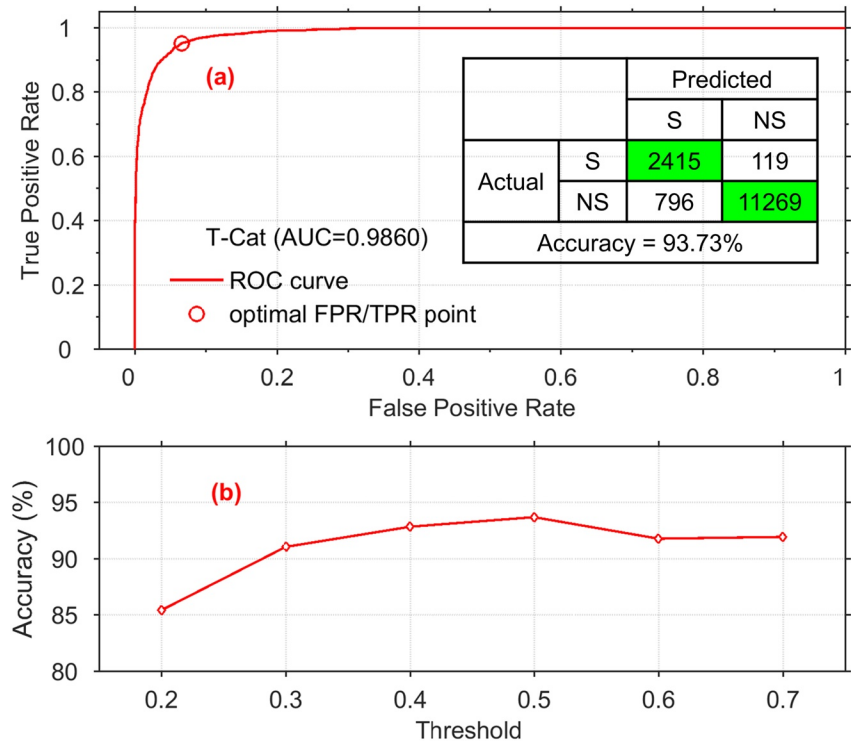 1
0.8
0.6
0.4
0.2
0
True Positive Rate
(a)
Predicted
S NS
Actual S 2415 119
NS 796 11269
Accuracy = 93.73%
T-Cat (AUC=0.9860)
ROC curve
optimal FPR/TPR point
0 0.2 0.4 0.6 0.8 1
False Positive Rate
100
95
90
85
80
Accuracy (%)
(b)
0.2 0.3 0.4 0.5 0.6 0.7
Threshold